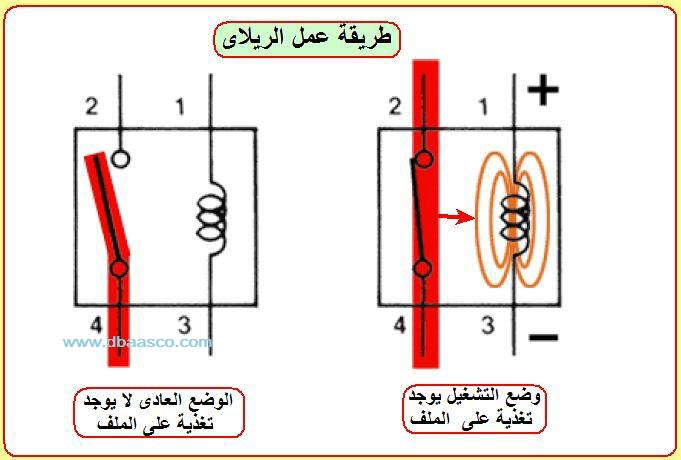 طريقة عمل الريلاى
2 1
2 1 +
4 3
4 3 −
www.dbaasco.com
الوضع العادى لا يوجد
تغذية على الملف
وضع التشغيل يوجد
تغذية على الملف